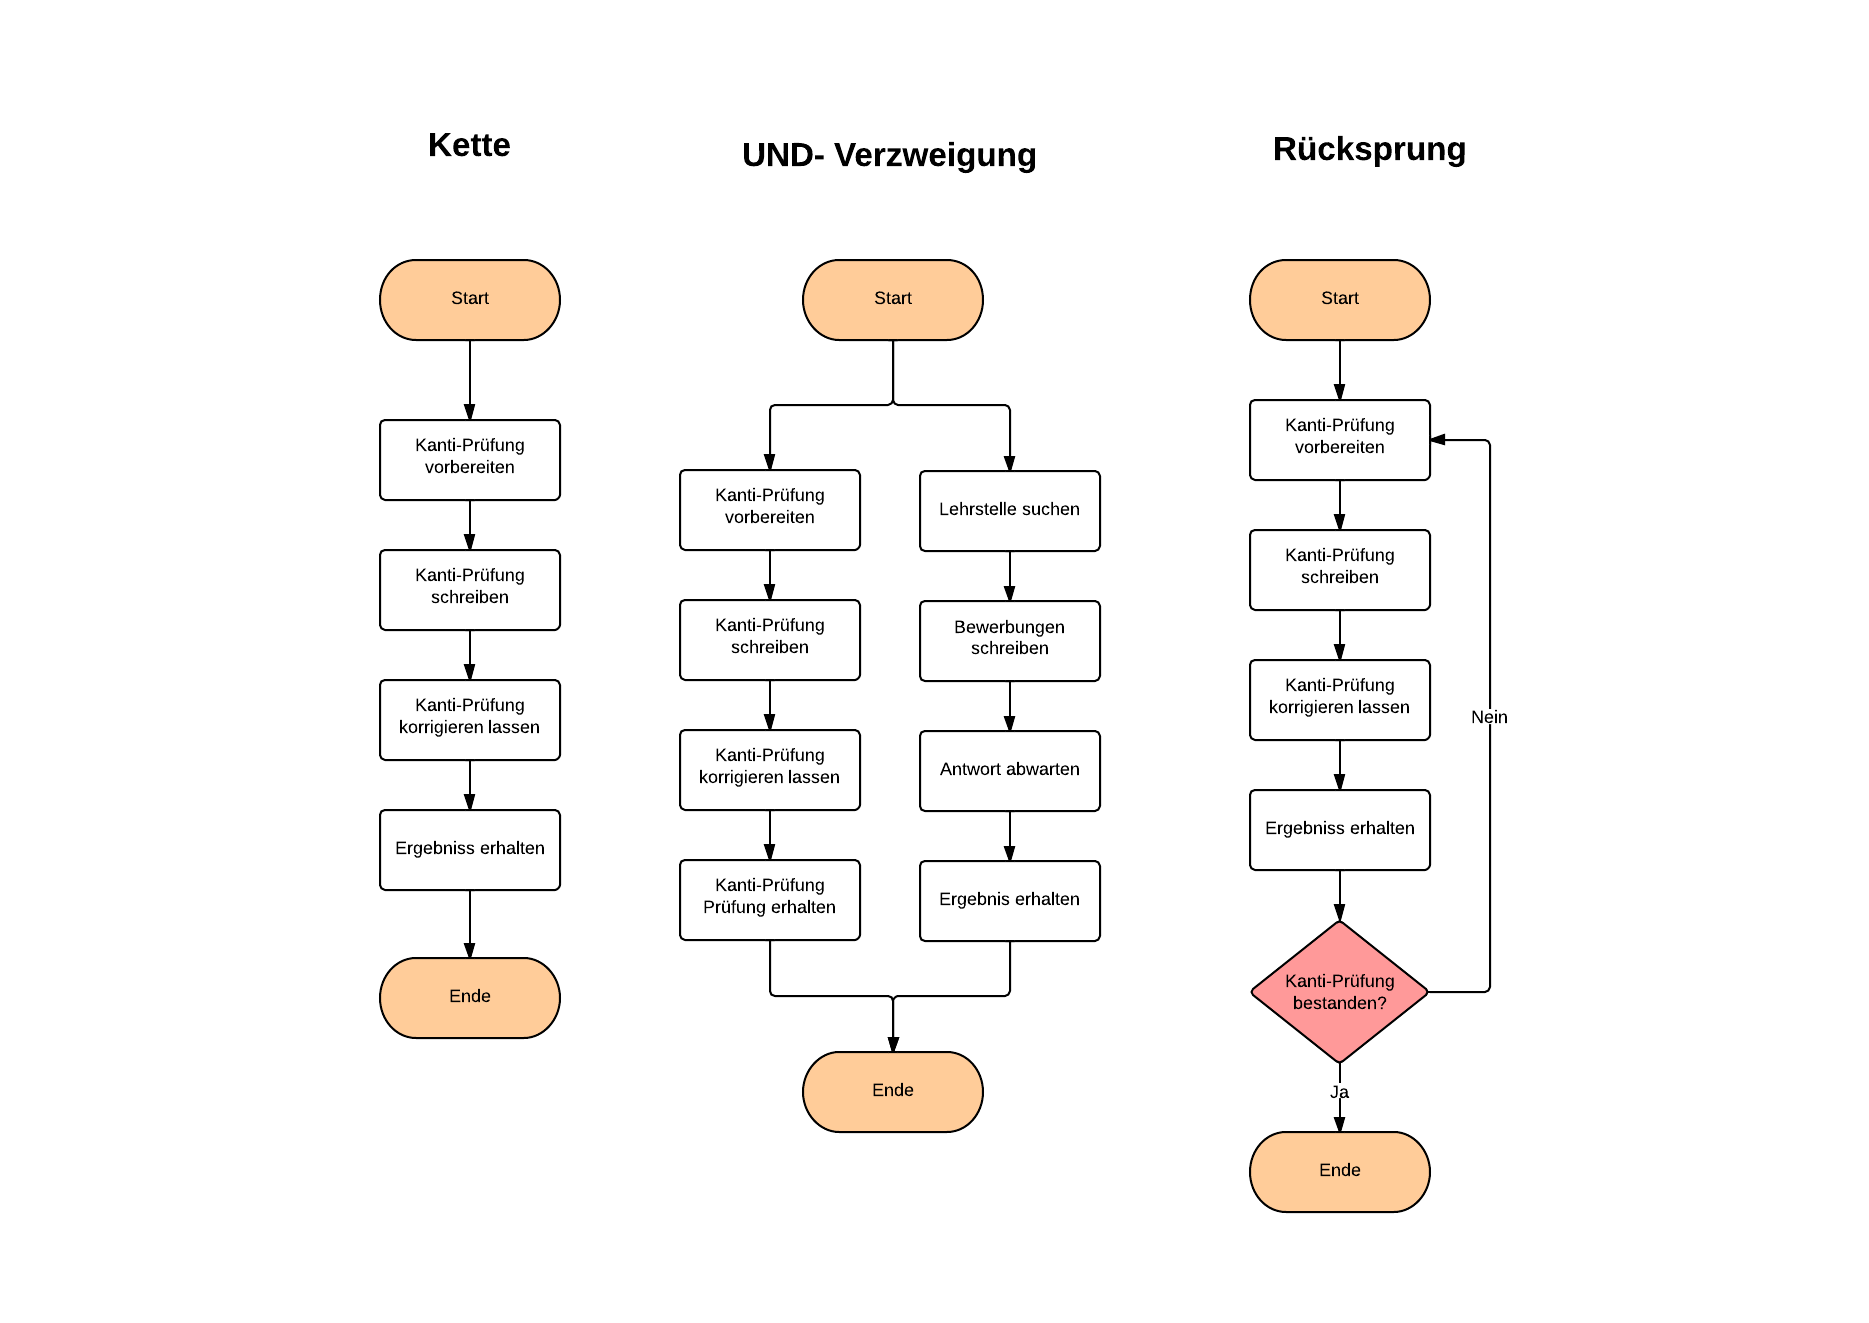 Kette
Start
Kanti-Prüfung
vorbereiten
Kanti-Prüfung
schreiben
Kanti-Prüfung
korrigieren lassen
Ergebniss erhalten
Ende
UND- Verzweigung
Start
Kanti-Prüfung
vorbereiten
Kanti-Prüfung
schreiben
Kanti-Prüfung
korrigieren lassen
Kanti-Prüfung
Prüfung erhalten
Lehrstelle suchen
Bewerbungen
schreiben
Antwort abwarten
Ergebnis erhalten
Ende
Rücksprung
Start
Kanti-Prüfung
vorbereiten
Kanti-Prüfung
schreiben
Kanti-Prüfung
korrigieren lassen
Ergebniss erhalten
Kanti-Prüfung
bestanden?
Nein
Ja
Ende